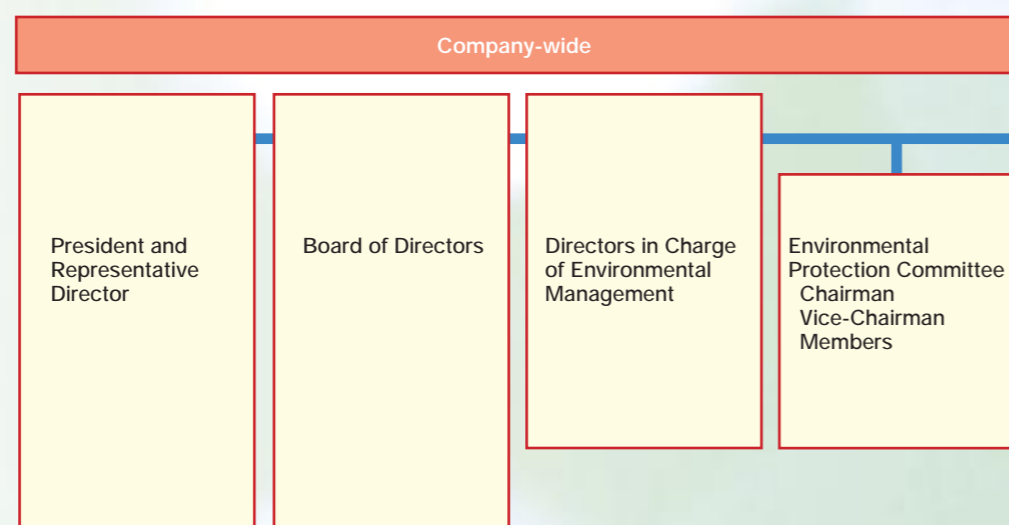 Company-wide
President and
Representative
Director
Board of Directors
Directors in Charge
of Environmental
Management
Environmental
Protection Committee
Chairman
Vice-Chairman
Members